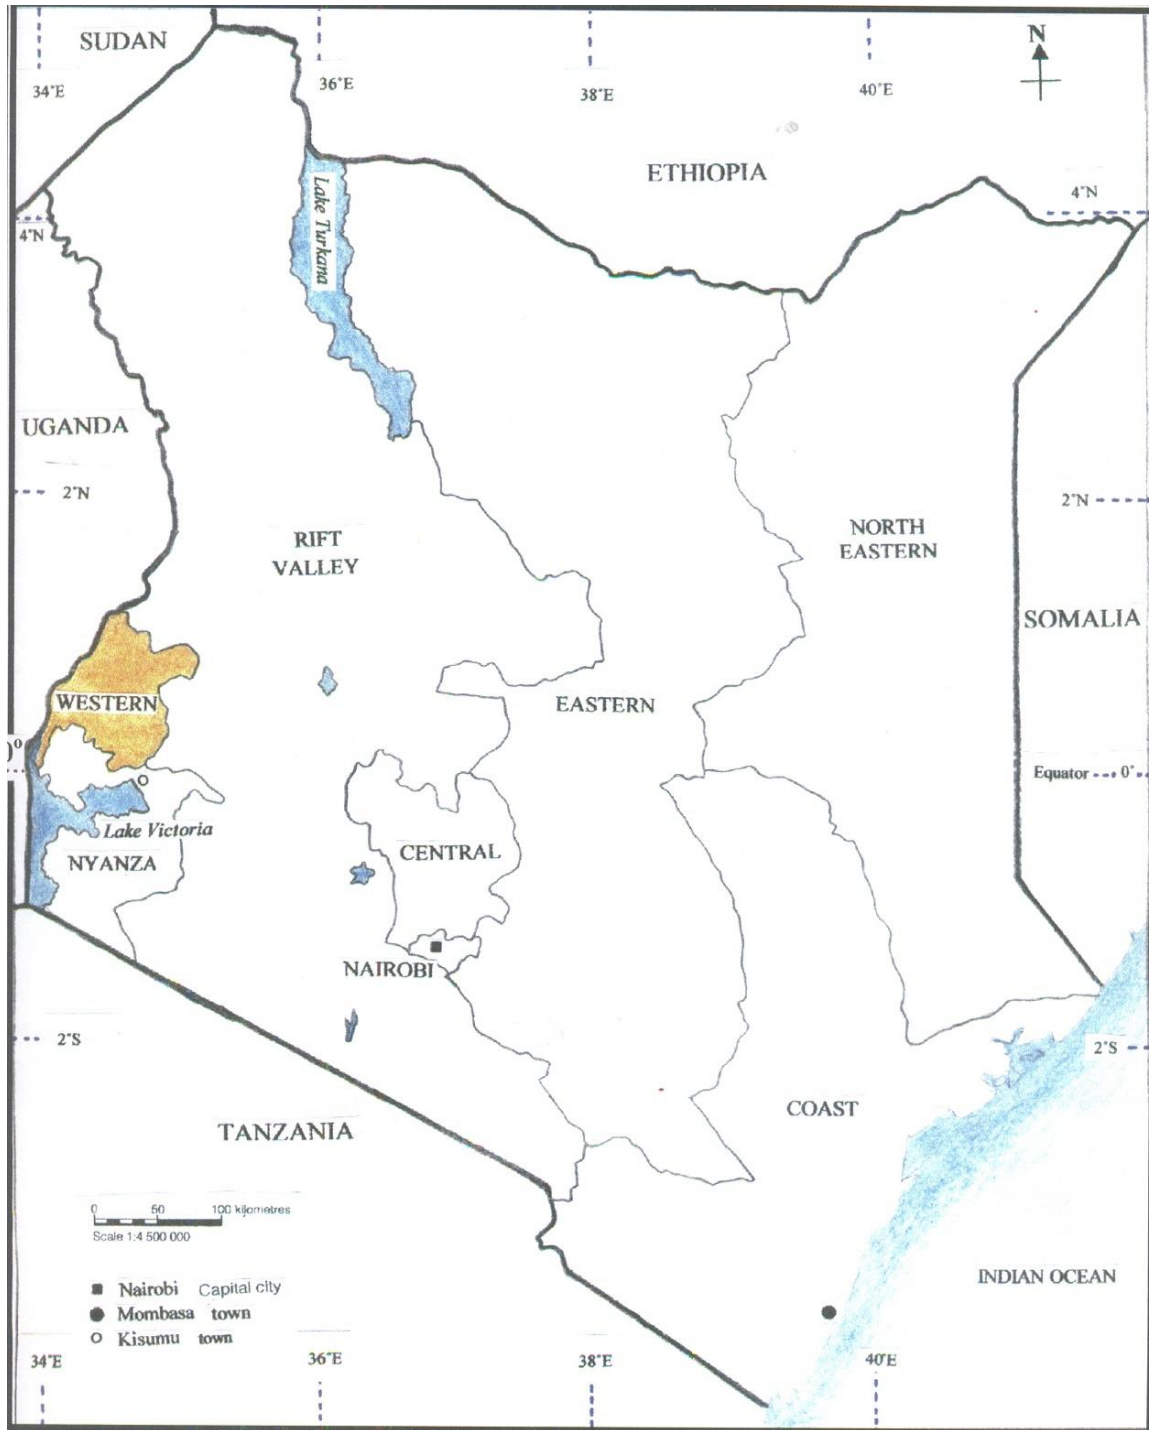 SUDAN
N
34°E
36°E
38°E
40°E
ETHIOPIA
4°N
4°N
Lake Turkana
UGANDA
2°N
2°N
RIFT
VALLEY
NORTH
EASTERN
SOMALIA
WESTERN
EASTERN
0°
Equator
0°
Lake Victoria
NYANZA
CENTRAL
NAIROBI
2°S
2°S
COAST
TANZANIA
0 50 100 kilometres
Scale 1:4 500 000
Nairobi Capital city
Mombasa town
Kisumu town
INDIAN OCEAN
34°E
36°E
38°E
40°E